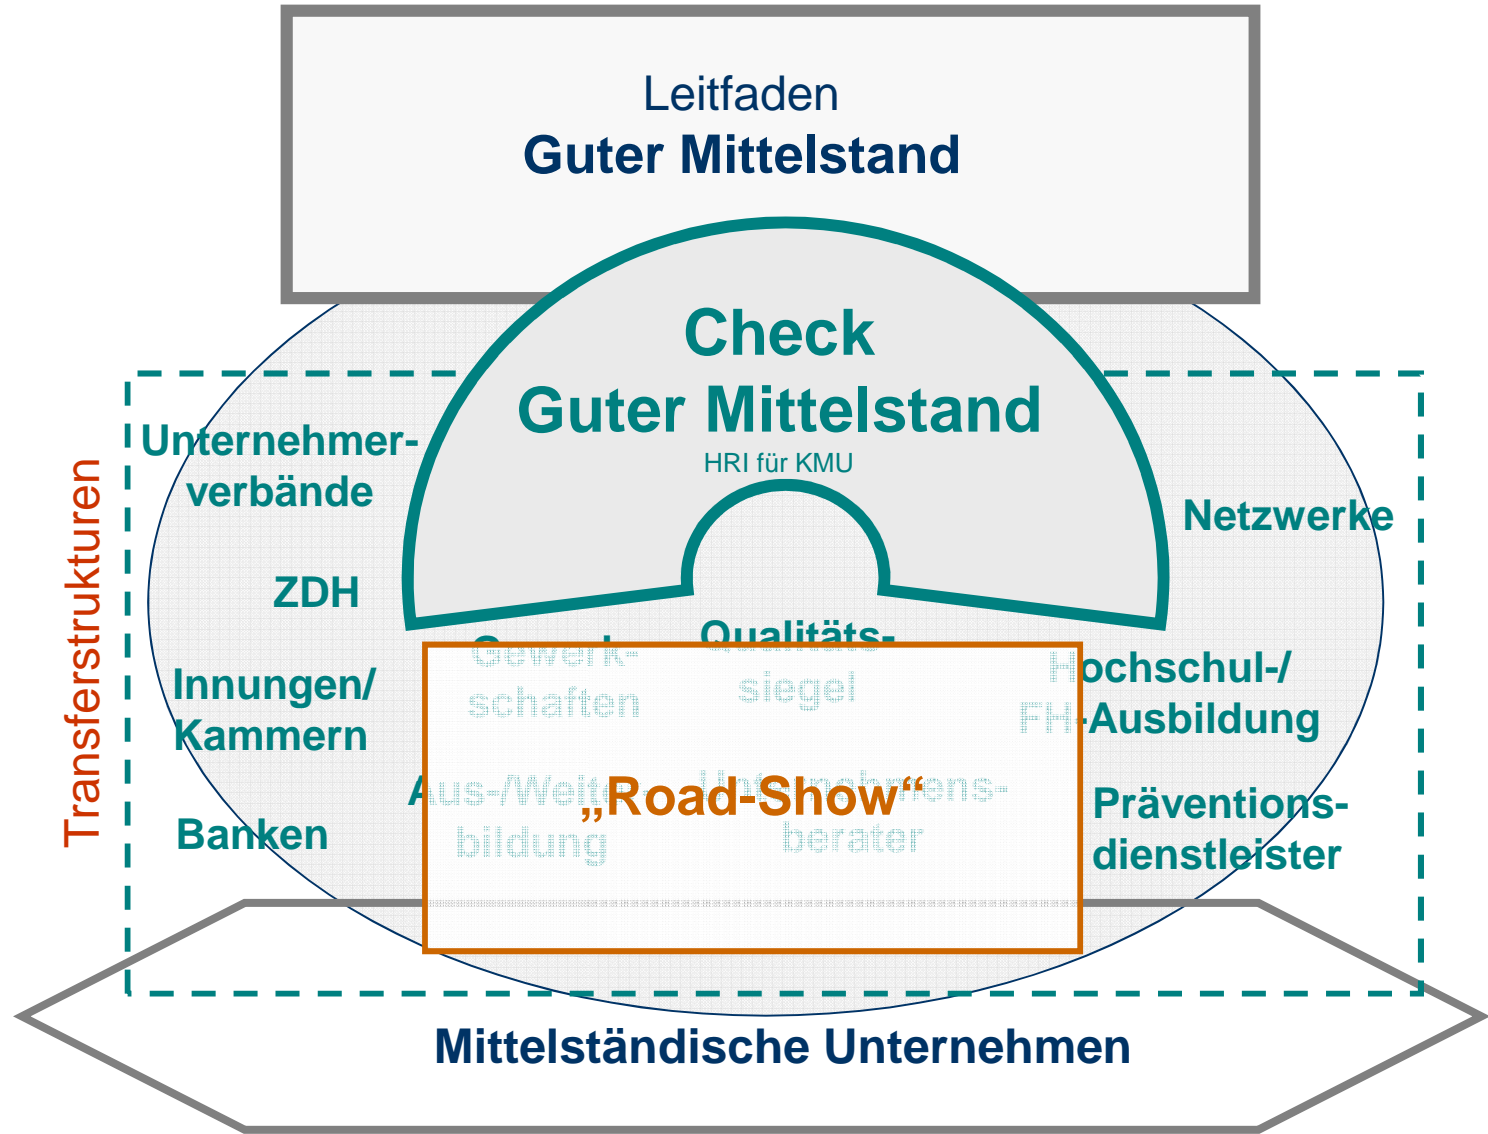 Leitfaden
Guter Mittelstand
Check
Guter Mittelstand
HRI für KMU
Transferstrukturen
Unternehmer-
verbände
ZDH
Innungen/
Kammern
Banken
Gewerk-
schaften
Qualitäts-
siegel
Aus-/Weiter-
bildung
Unternehmens-
berater
„Road-Show“
Netzwerke
Hochschul-/
FH-Ausbildung
Präventions-
dienstleister
Mittelständische Unternehmen